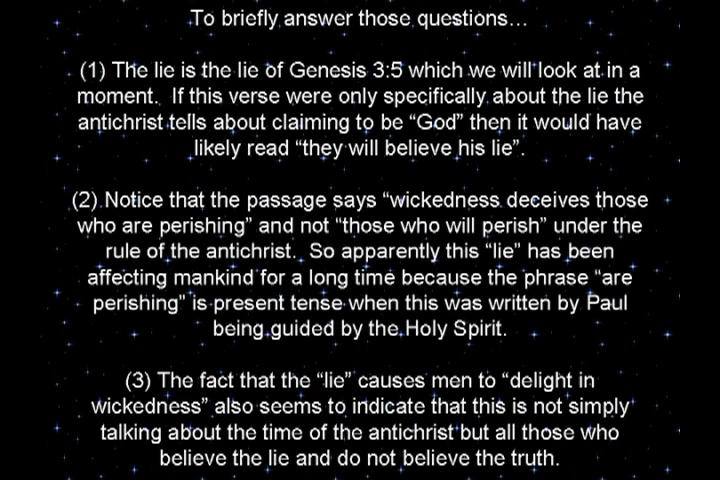 To briefly answer those questions…
(1) The lie is the lie of Genesis 3:5 which we will look at in a
moment.  If this verse were only specifically about the lie the
antichrist tells about claiming to be “God” then it would have
likely read “they will believe his lie”.
(2) Notice that the passage says “wickedness deceives those
who are perishing” and not “those who will perish” under the
rule of the antichrist.  So apparently this “lie” has been
affecting mankind for a long time because the phrase “are
perishing” is present tense when this was written by Paul
being guided by the Holy Spirit.
(3) The fact that the “lie” causes men to “delight in
wickedness” also seems to indicate that this is not simply
talking about the time of the antichrist but all those who
believe the lie and do not believe the truth.